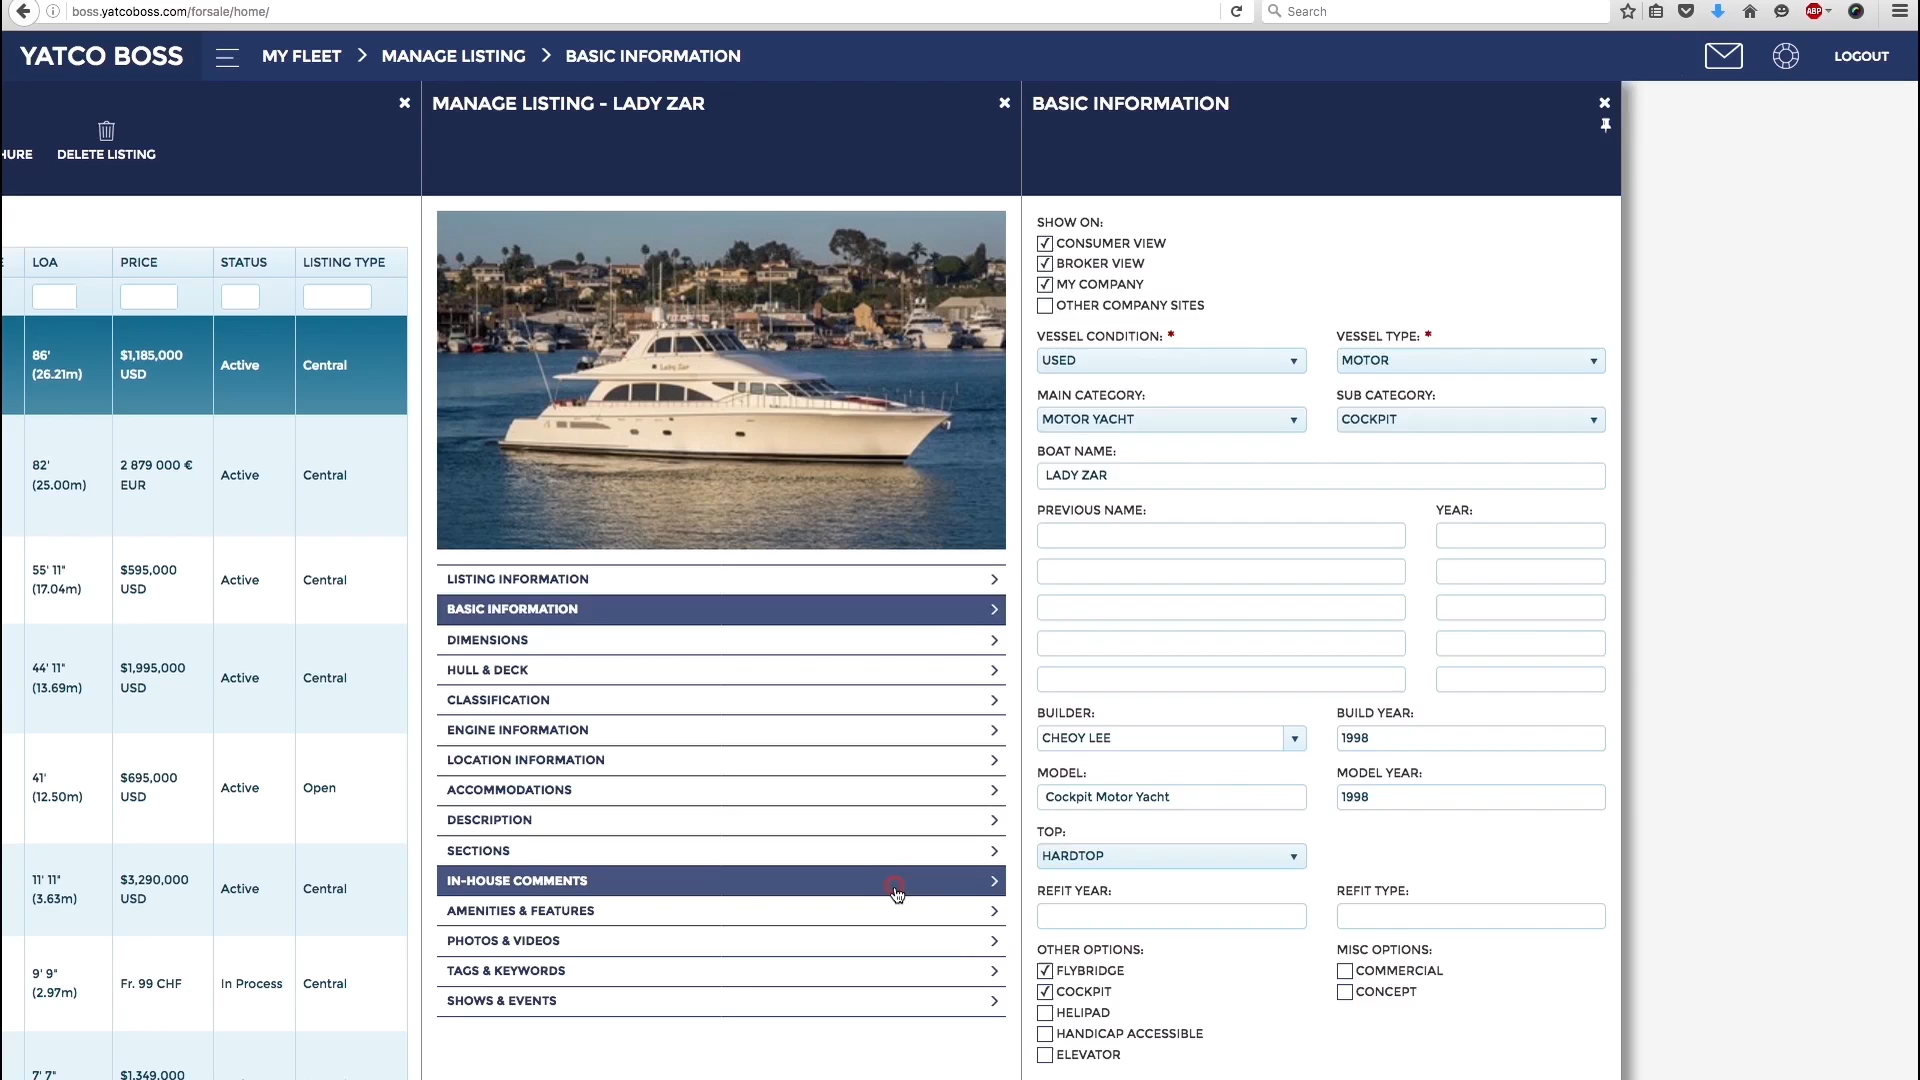 boss.yatcoboss.com/forsale/home/
Search
ABP
YATCO BOSS
MY FLEET > MANAGE LISTING > BASIC INFORMATION
LOGOUT
HURE
DELETE LISTING
LOA PRICE STATUS LISTING TYPE
86'
(26.21m)
$1,185,000
USD
Active
Central
82'
(25.00m)
2 879 000 €
EUR
Active
Central
55' 11"
(17.04m)
$595,000
USD
Active
Central
44' 11"
(13.69m)
$1,995,000
USD
Active
Central
41'
(12.50m)
$695,000
USD
Active
Open
11' 11"
(3.63m)
$3,290,000
USD
Active
Central
9' 9"
(2.97m)
Fr. 99 CHF
In Process
Central
7' 7"
$1,349,000
MANAGE LISTING - LADY ZAR
Lady Zar
LISTING INFORMATION
BASIC INFORMATION
DIMENSIONS
HULL & DECK
CLASSIFICATION
ENGINE INFORMATION
LOCATION INFORMATION
ACCOMMODATIONS
DESCRIPTION
SECTIONS
IN-HOUSE COMMENTS
AMENITIES & FEATURES
PHOTOS & VIDEOS
TAGS & KEYWORDS
SHOWS & EVENTS
BASIC INFORMATION
SHOW ON:
CONSUMER VIEW
BROKER VIEW
MY COMPANY
OTHER COMPANY SITES
VESSEL CONDITION: * VESSEL TYPE: *
USED MOTOR
MAIN CATEGORY: SUB CATEGORY:
MOTOR YACHT COCKPIT
BOAT NAME:
LADY ZAR
PREVIOUS NAME: YEAR:
BUILDER: BUILD YEAR:
CHEOY LEE 1998
MODEL: MODEL YEAR:
Cockpit Motor Yacht 1998
TOP:
HARDTOP
REFIT YEAR: REFIT TYPE:
OTHER OPTIONS: MISC OPTIONS:
FLYBRIDGE COMMERCIAL
COCKPIT CONCEPT
HELIPAD
HANDICAP ACCESSIBLE
ELEVATOR